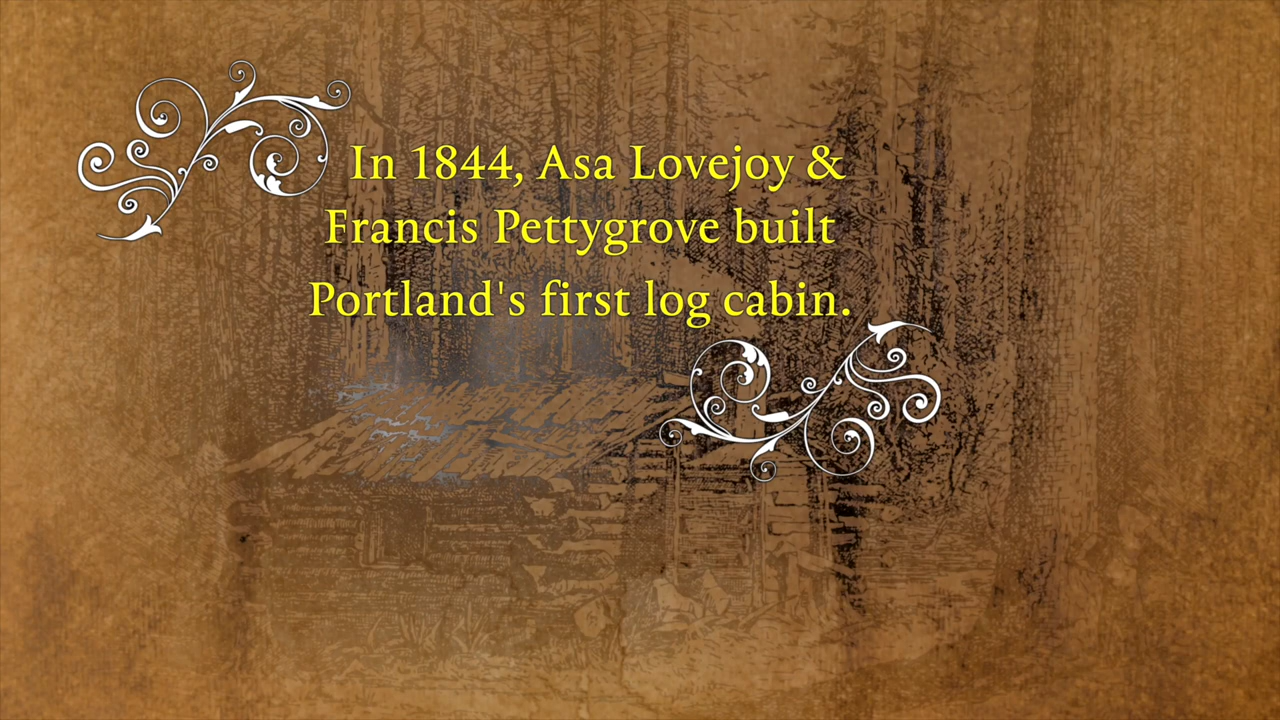 In 1844, Asa Lovejoy &
Francis Pettygrove built
Portland's first log cabin.